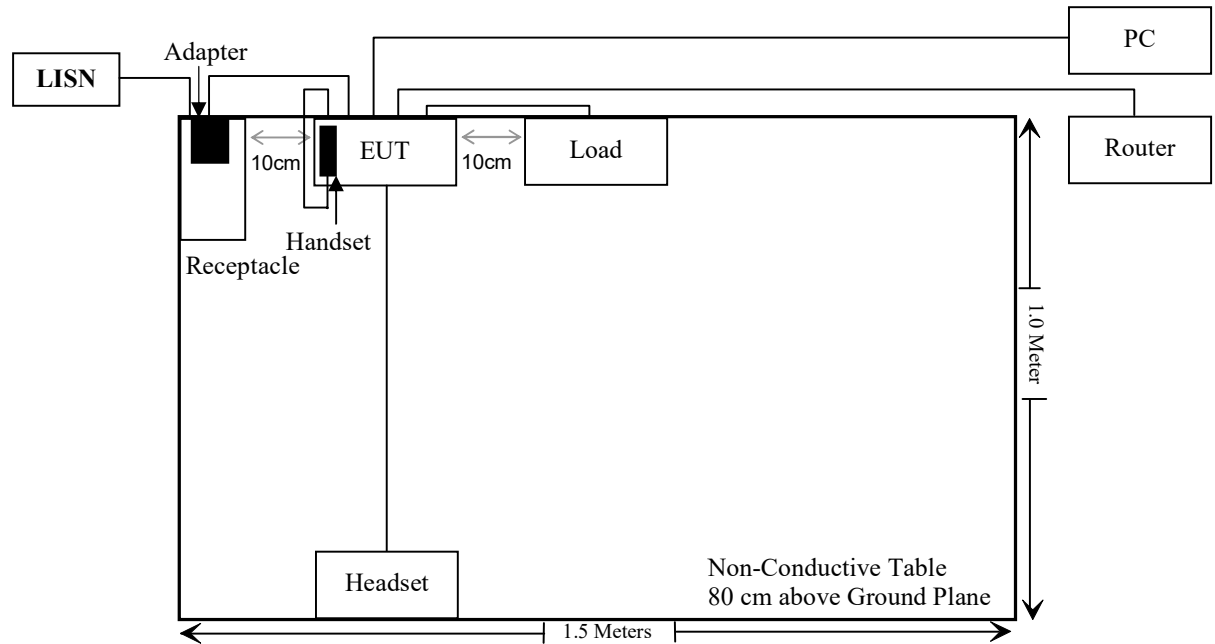 PC
Adapter
LISN
EUT
Load
Router
10cm
10cm
Handset
Receptacle
1.0 Meter
Headset
Non-Conductive Table
80 cm above Ground Plane
1.5 Meters